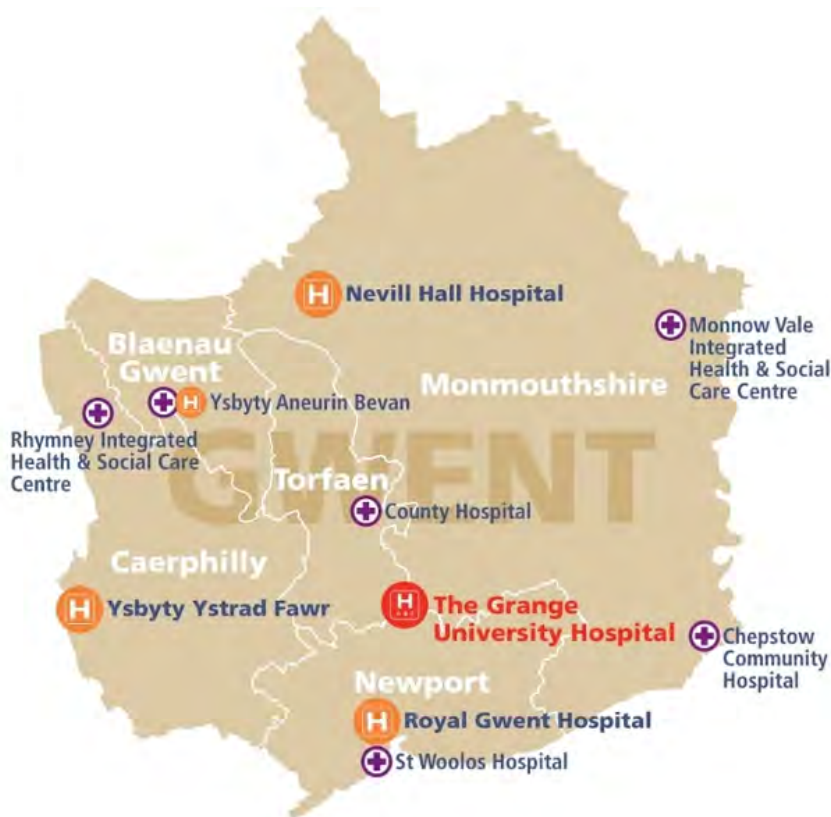 H Nevill Hall Hospital
Monnow Vale
Integrated
Health & Social
Care Centre
Blaenau
Gwent
Monmouthshire
H Ysbyty Aneurin Bevan
Rhymney Integrated
Health & Social Care
Centre
GWENT
Torfaen
County Hospital
Caerphilly
H Ysbyty Ystrad Fawr
H The Grange
University Hospital
Chepstow
Community
Hospital
Newport
H Royal Gwent Hospital
St Woolos Hospital